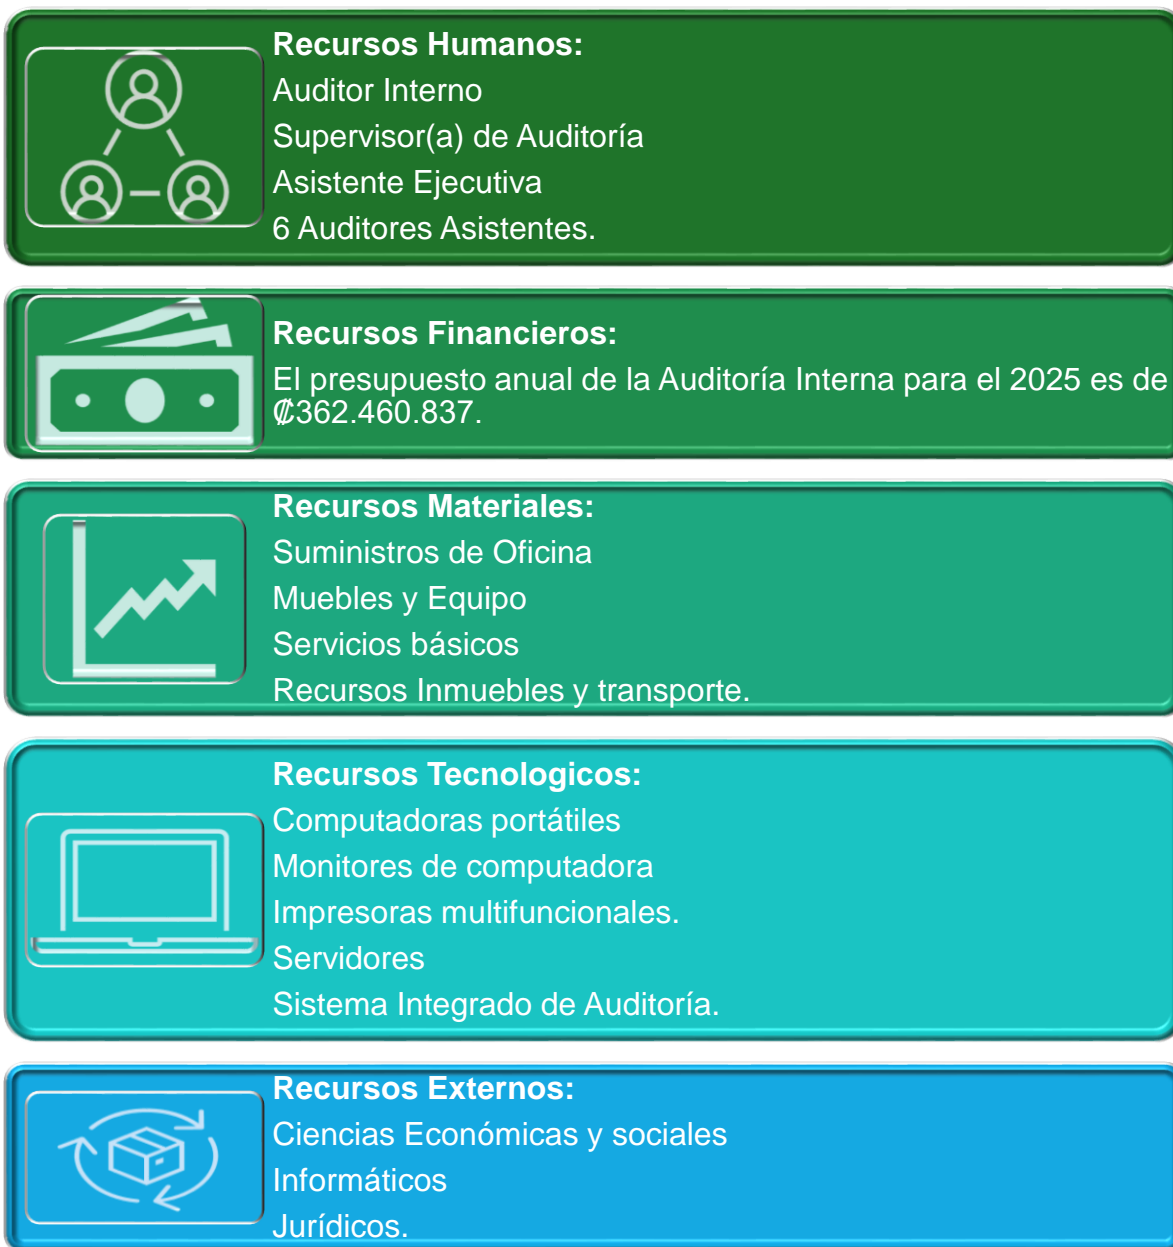 Recursos Humanos:
Auditor Interno
Supervisor(a) de Auditoría
Asistente Ejecutiva
6 Auditores Asistentes.
Recursos Financieros:
El presupuesto anual de la Auditoría Interna para el 2025 es de
₡362.460.837.
Recursos Materiales:
Suministros de Oficina
Muebles y Equipo
Servicios básicos
Recursos Inmuebles y transporte.
Recursos Tecnologicos:
Computadoras portátiles
Monitores de computadora
Impresoras multifuncionales.
Servidores
Sistema Integrado de Auditoría.
Recursos Externos:
Ciencias Económicas y sociales
Informáticos
Jurídicos.